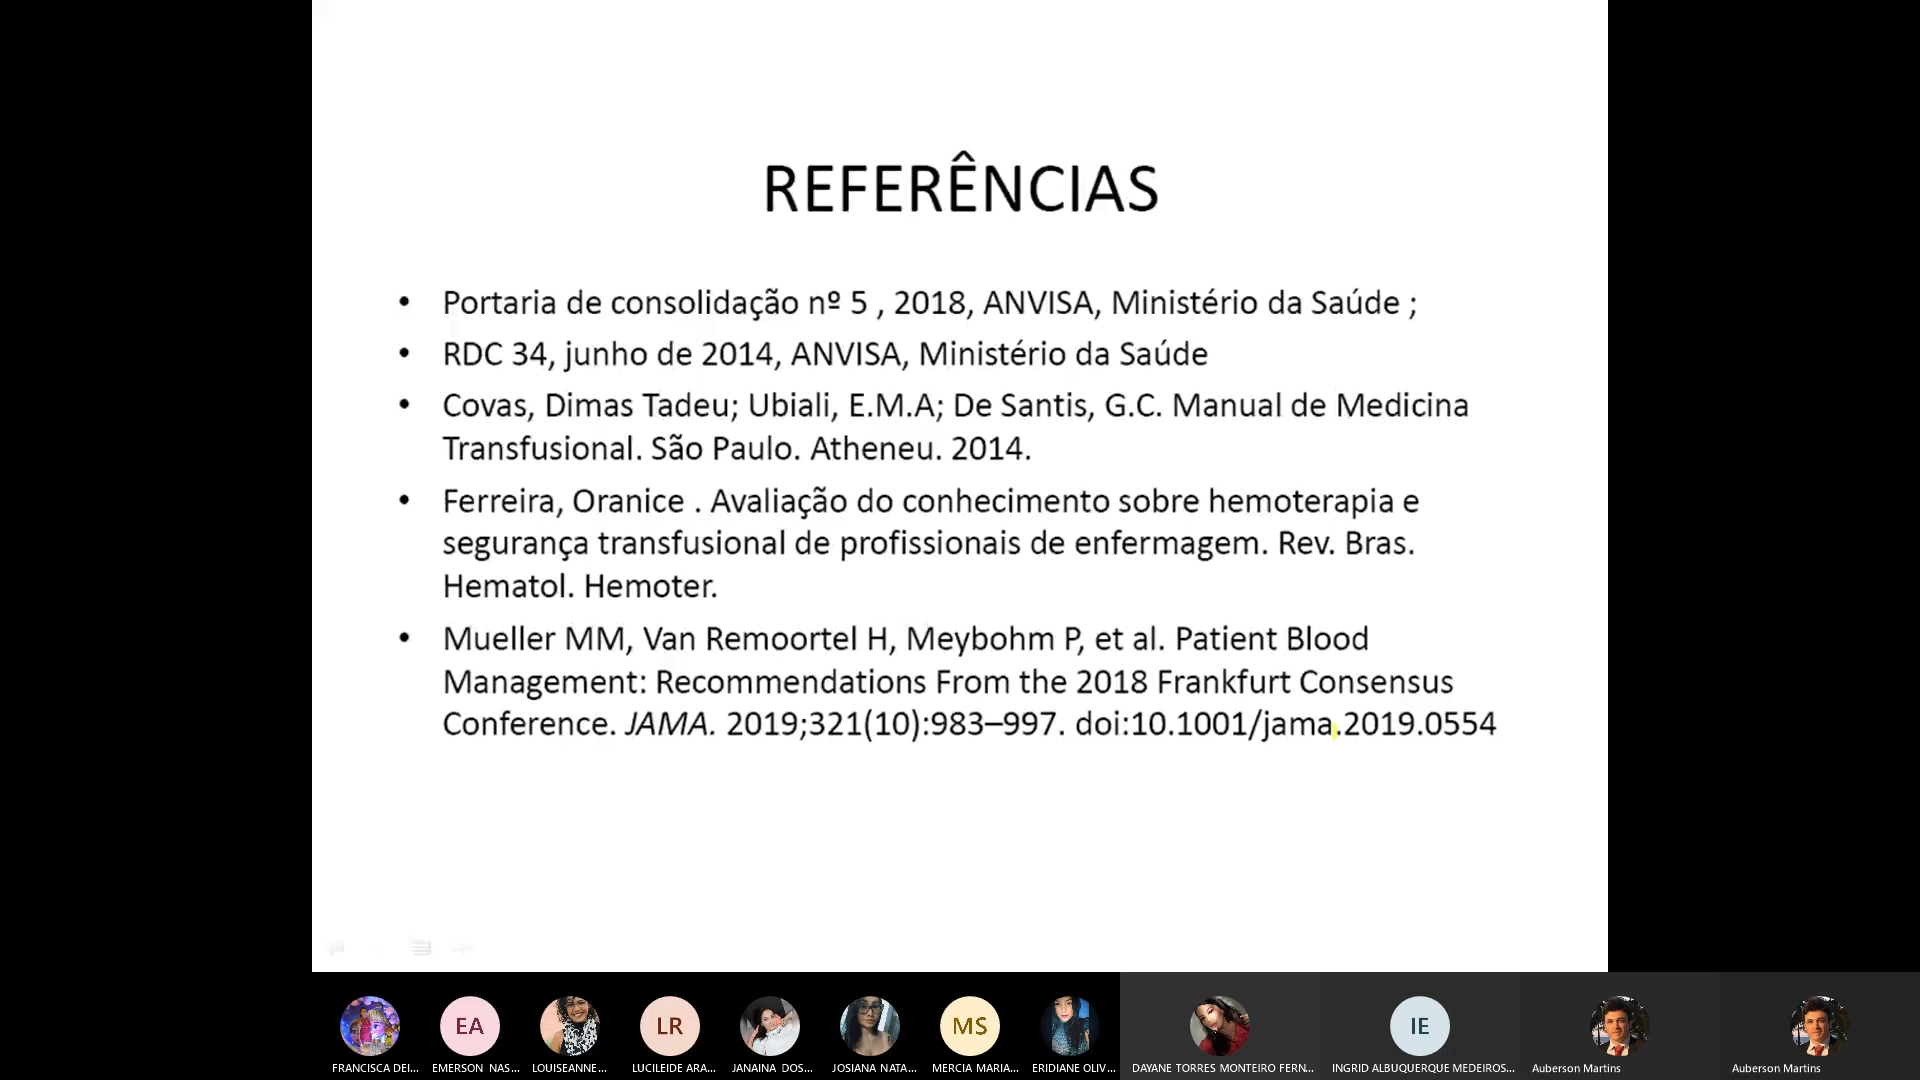 REFERÊNCIAS
• Portaria de consolidação nº 5 , 2018, ANVISA, Ministério da Saúde ;
• RDC 34, junho de 2014, ANVISA, Ministério da Saúde
• Covas, Dimas Tadeu; Ubiali, E.M.A; De Santis, G.C. Manual de Medicina
Transfusional. São Paulo. Atheneu. 2014.
• Ferreira, Oranice . Avaliação do conhecimento sobre hemoterapia e
segurança transfusional de profissionais de enfermagem. Rev. Bras.
Hematol. Hemoter.
• Mueller MM, Van Remoortel H, Meybohm P, et al. Patient Blood
Management: Recommendations From the 2018 Frankfurt Consensus
Conference. JAMA. 2019;321(10):983–997. doi:10.1001/jama.2019.0554
EA LR MS IE
FRANCISCA DEI... EMERSON NAS... LOUISEANNE... LUCILEIDE ARA... JANAINA DOS... JOSIANA NATA... MERCIA MARIA... ERIDIANE OLIV... DAYANE TORRES MONTEIRO FERN... INGRID ALBUQUERQUE MEDEIROS... Auberson Martins Auberson Martins